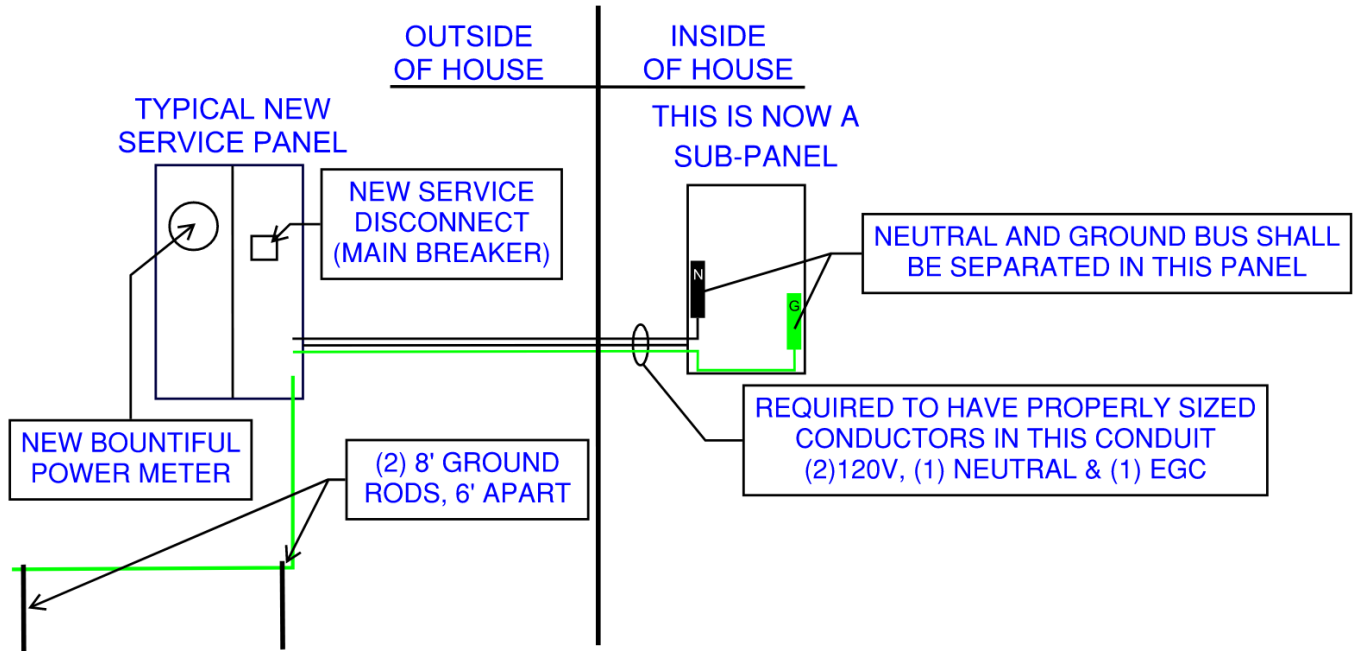 OUTSIDE
OF HOUSE
INSIDE
OF HOUSE
TYPICAL NEW
SERVICE PANEL
THIS IS NOW A
SUB-PANEL
NEW SERVICE
DISCONNECT
(MAIN BREAKER)
NEUTRAL AND GROUND BUS SHALL
BE SEPARATED IN THIS PANEL
N
G
REQUIRED TO HAVE PROPERLY SIZED
CONDUCTORS IN THIS CONDUIT
(2)120V, (1) NEUTRAL & (1) EGC
NEW BOUNTIFUL
POWER METER
(2) 8' GROUND
RODS, 6' APART